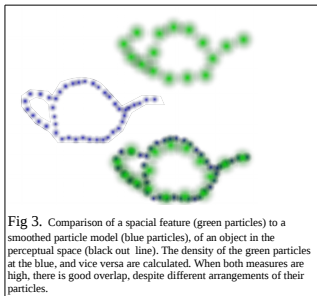 Fig 3. Comparison of a spacial feature (green particles) to a
smoothed particle model (blue particles), of an object in the
perceptual space (black out line). The density of the green particles
at the blue, and vice versa are calculated. When both measures are
high, there is good overlap, despite different arrangements of their
particles.